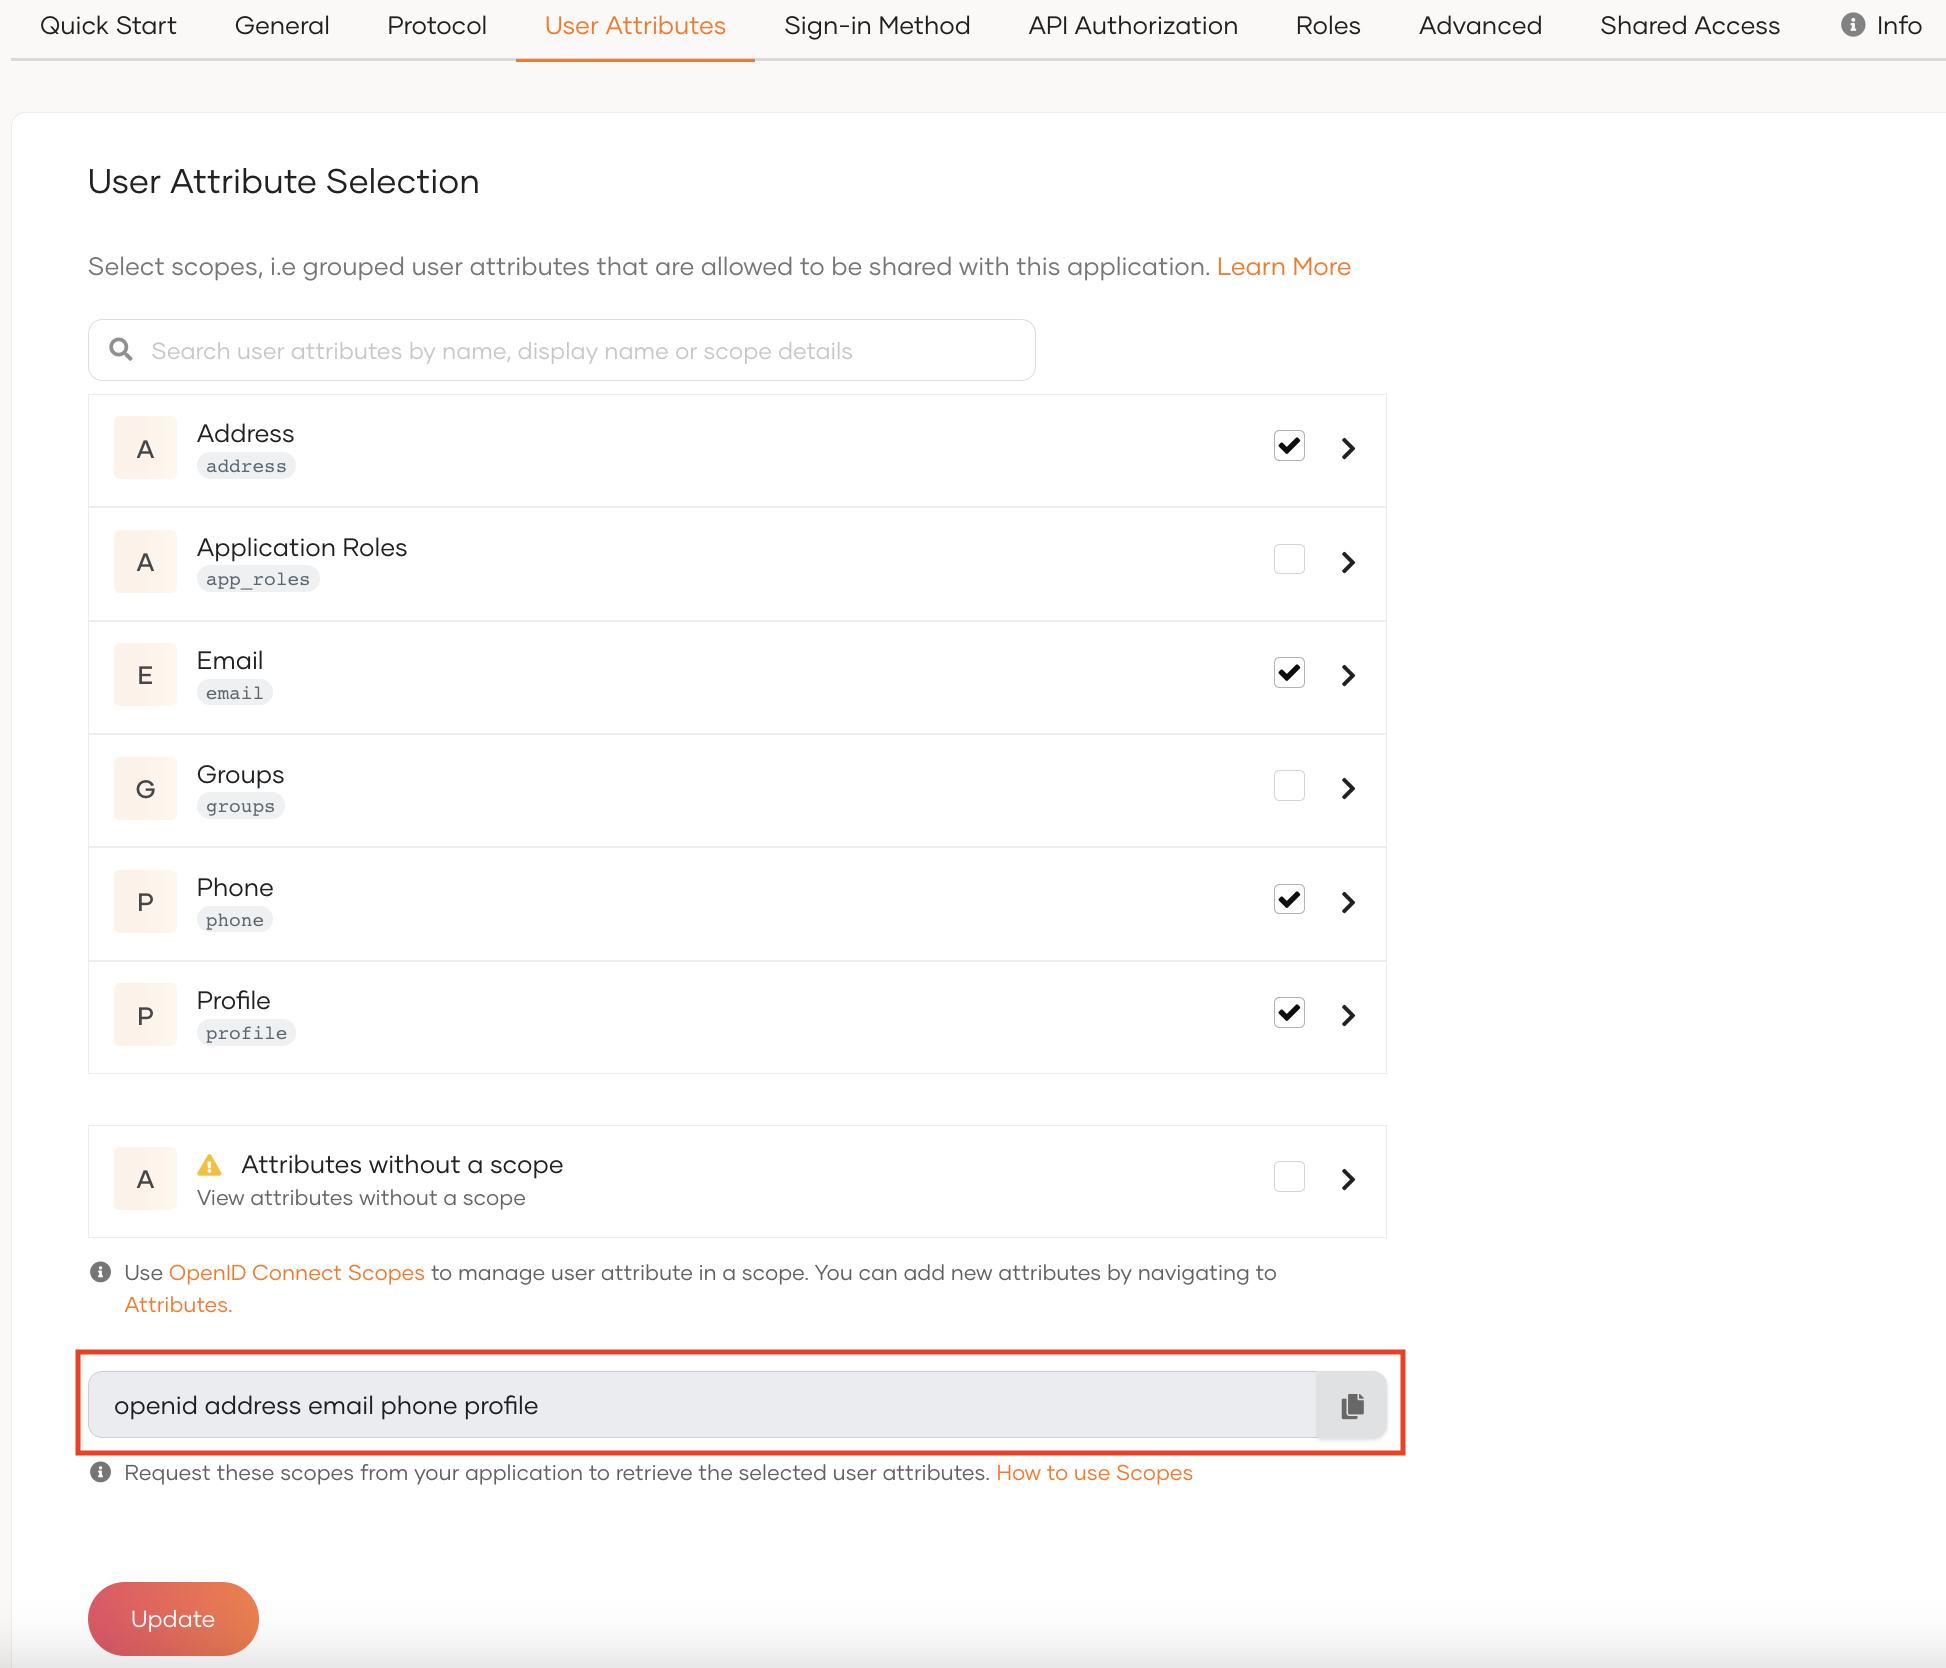 Quick Start General Protocol User Attributes Sign-in Method API Authorization Roles Advanced Shared Access Info
User Attribute Selection
Select scopes, i.e grouped user attributes that are allowed to be shared with this application. Learn More
Search user attributes by name, display name or scope details
A Address
address
A Application Roles
app_roles
E Email
email
G Groups
groups
P Phone
phone
P Profile
profile
A Attributes without a scope
View attributes without a scope
Use OpenID Connect Scopes to manage user attribute in a scope. You can add new attributes by navigating to
Attributes.
openid address email phone profile
Request these scopes from your application to retrieve the selected user attributes. How to use Scopes
Update